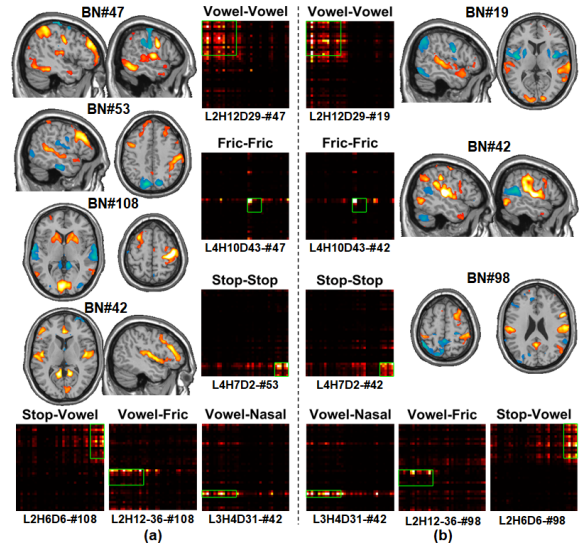 BN#47
Vowel-Vowel
L2H12D29-#47
BN#53
Fric-Fric
L4H10D43-#47
BN#108
Stop-Stop
L4H7D2-#53
BN#42
Stop-Vowel
Vowel-Fric
Vowel-Nasal
L2H6D6-#108
L2H12-36-#108
L3H4D31-#42
(a)
Vowel-Vowel
BN#19
L2H12D29-#19
Fric-Fric
BN#42
L4H10D43-#42
Stop-Stop
BN#98
L4H7D2-#42
Vowel-Nasal
Vowel-Fric
Stop-Vowel
L3H4D31-#42
L2H12-36-#98
L2H6D6-#98
(b)